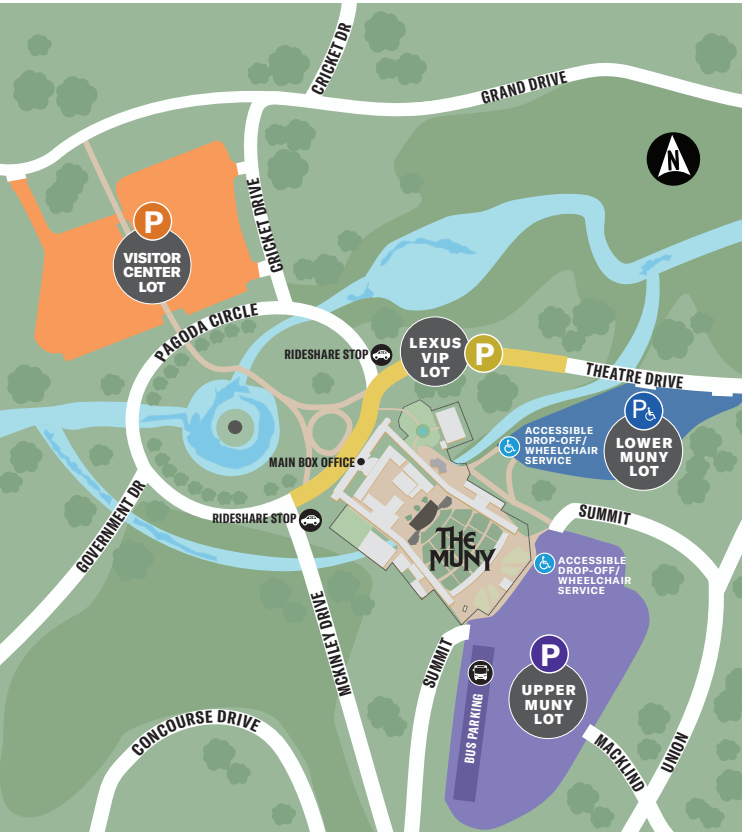 CRICKET DR
GRAND DRIVE
N
CRICKET DRIVE
P
VISITOR
CENTER
LOT
PAGODA CIRCLE
RIDESHARE STOP
LEXUS
VIP
LOT
P
THEATRE DRIVE
P
LOWER
MUNY
LOT
ACCESSIBLE
DROP-OFF/
WHEELCHAIR
SERVICE
MAIN BOX OFFICE
GOVERNMENT DR
RIDESHARE STOP
THE
MUNY
SUMMIT
ACCESSIBLE
DROP-OFF/
WHEELCHAIR
SERVICE
MCKINLEY DRIVE
SUMMIT
P
UPPER
MUNY
LOT
BUS PARKING
CONCOURSE DRIVE
MACKLIND
UNION